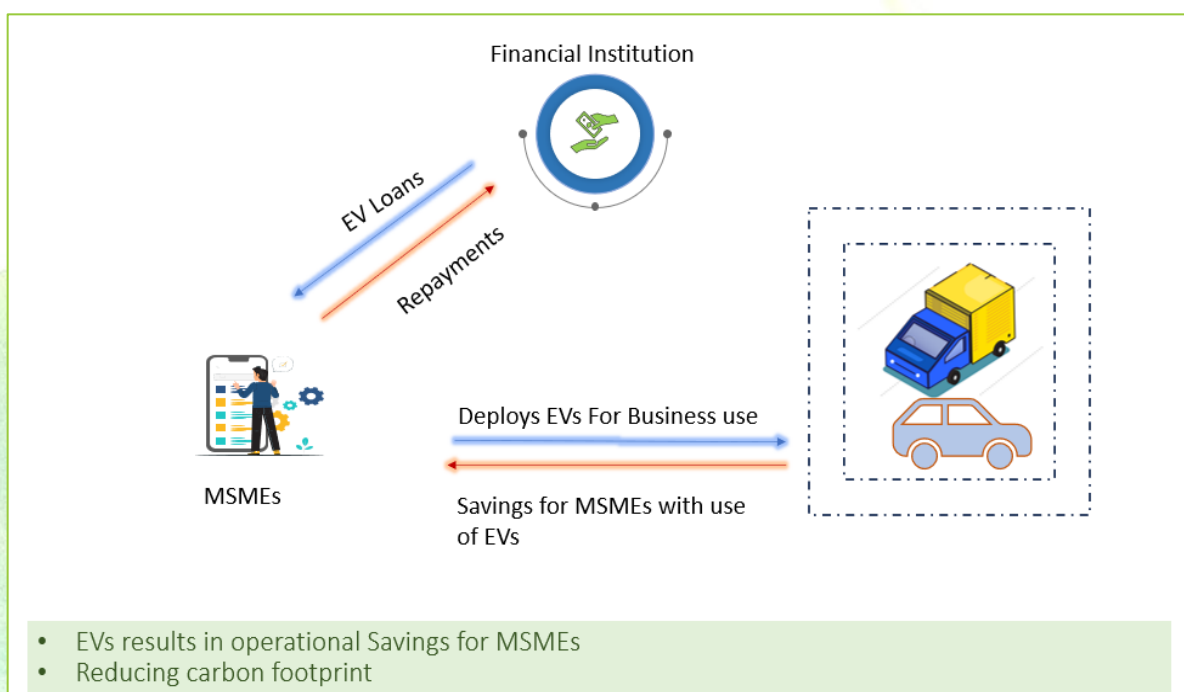 Financial Institution
EV Loans
Repayments
Deploys EVs For Business use
MSMEs
Savings for MSMEs with use
of EVs
• EVs results in operational Savings for MSMEs
• Reducing carbon footprint